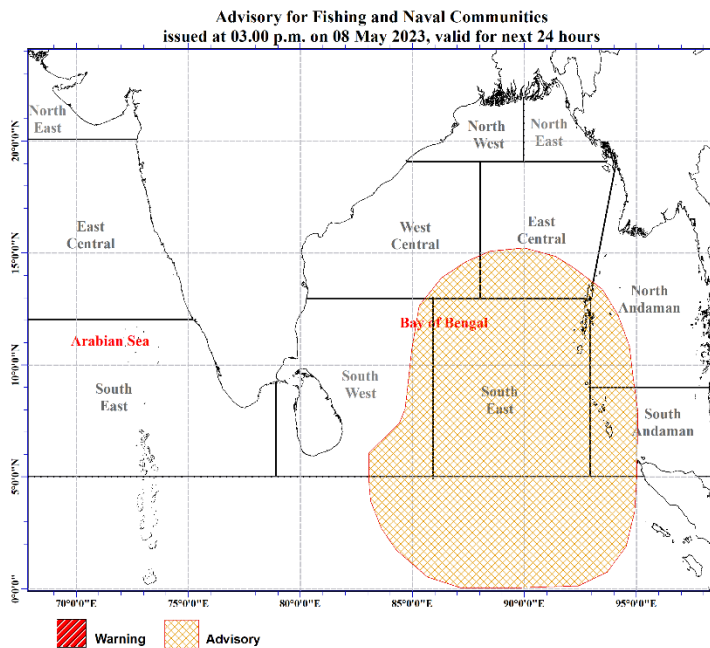 Advisory for Fishing and Naval Communities
issued at 03.00 p.m. on 08 May 2023, valid for next 24 hours
North
East
North
West
North
East
20°0'0"N
East
Central
West
Central
East
Central
15°0'0"N
North
Andaman
Arabian Sea
Bay of Bengal
10°0'0"N
South
East
South
West
South
East
South
Andaman
5°0'0"N
0°0'0"
70°0'0"E
75°0'0"E
80°0'0"E
85°0'0"E
90°0'0"E
95°0'0"E
Warning
Advisory